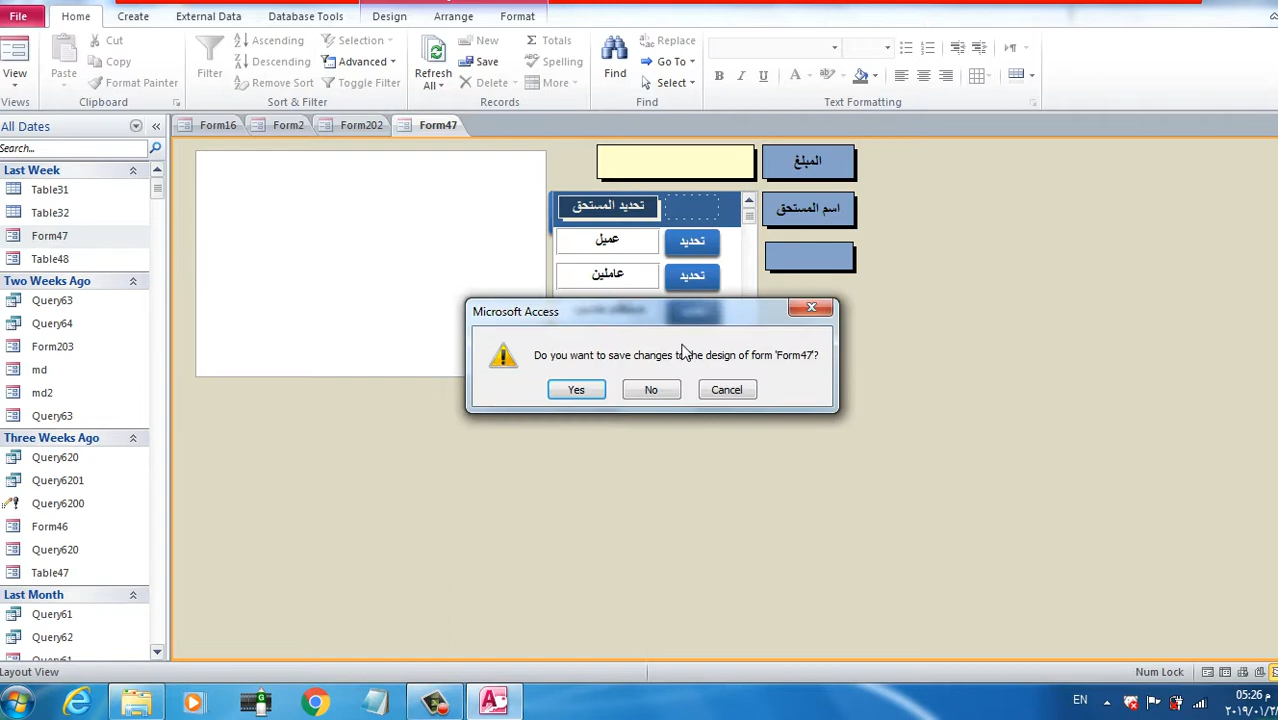 File Home Create External Data Database Tools Design Arrange Format
View
Views
Paste
Cut
Copy
Format Painter
Clipboard
Filter
Ascending
Descending
Remove Sort
Selection
Advanced
Toggle Filter
Sort & Filter
Refresh
All
New
Save
Delete
Totals
Spelling
More
Records
Find
Replace
Go To
Select
Find
B I U A
Text Formatting
All Dates
Search...
Form16 Form2 Form202 Form47
Last Week
Table31
Table32
Form47
Table48
Two Weeks Ago
Query63
Query64
Form203
md
md2
Query63
Three Weeks Ago
Query620
Query6201
Query6200
Form46
Query620
Table47
Last Month
Query61
Query62
المبلغ
اسم المستحق
تحديد المستحق
تحديد عميل
تحديد عاملين
Microsoft Access
Do you want to save changes to the design of form 'Form47'?
Yes No Cancel
Layout View
Num Lock
EN
05:26 م